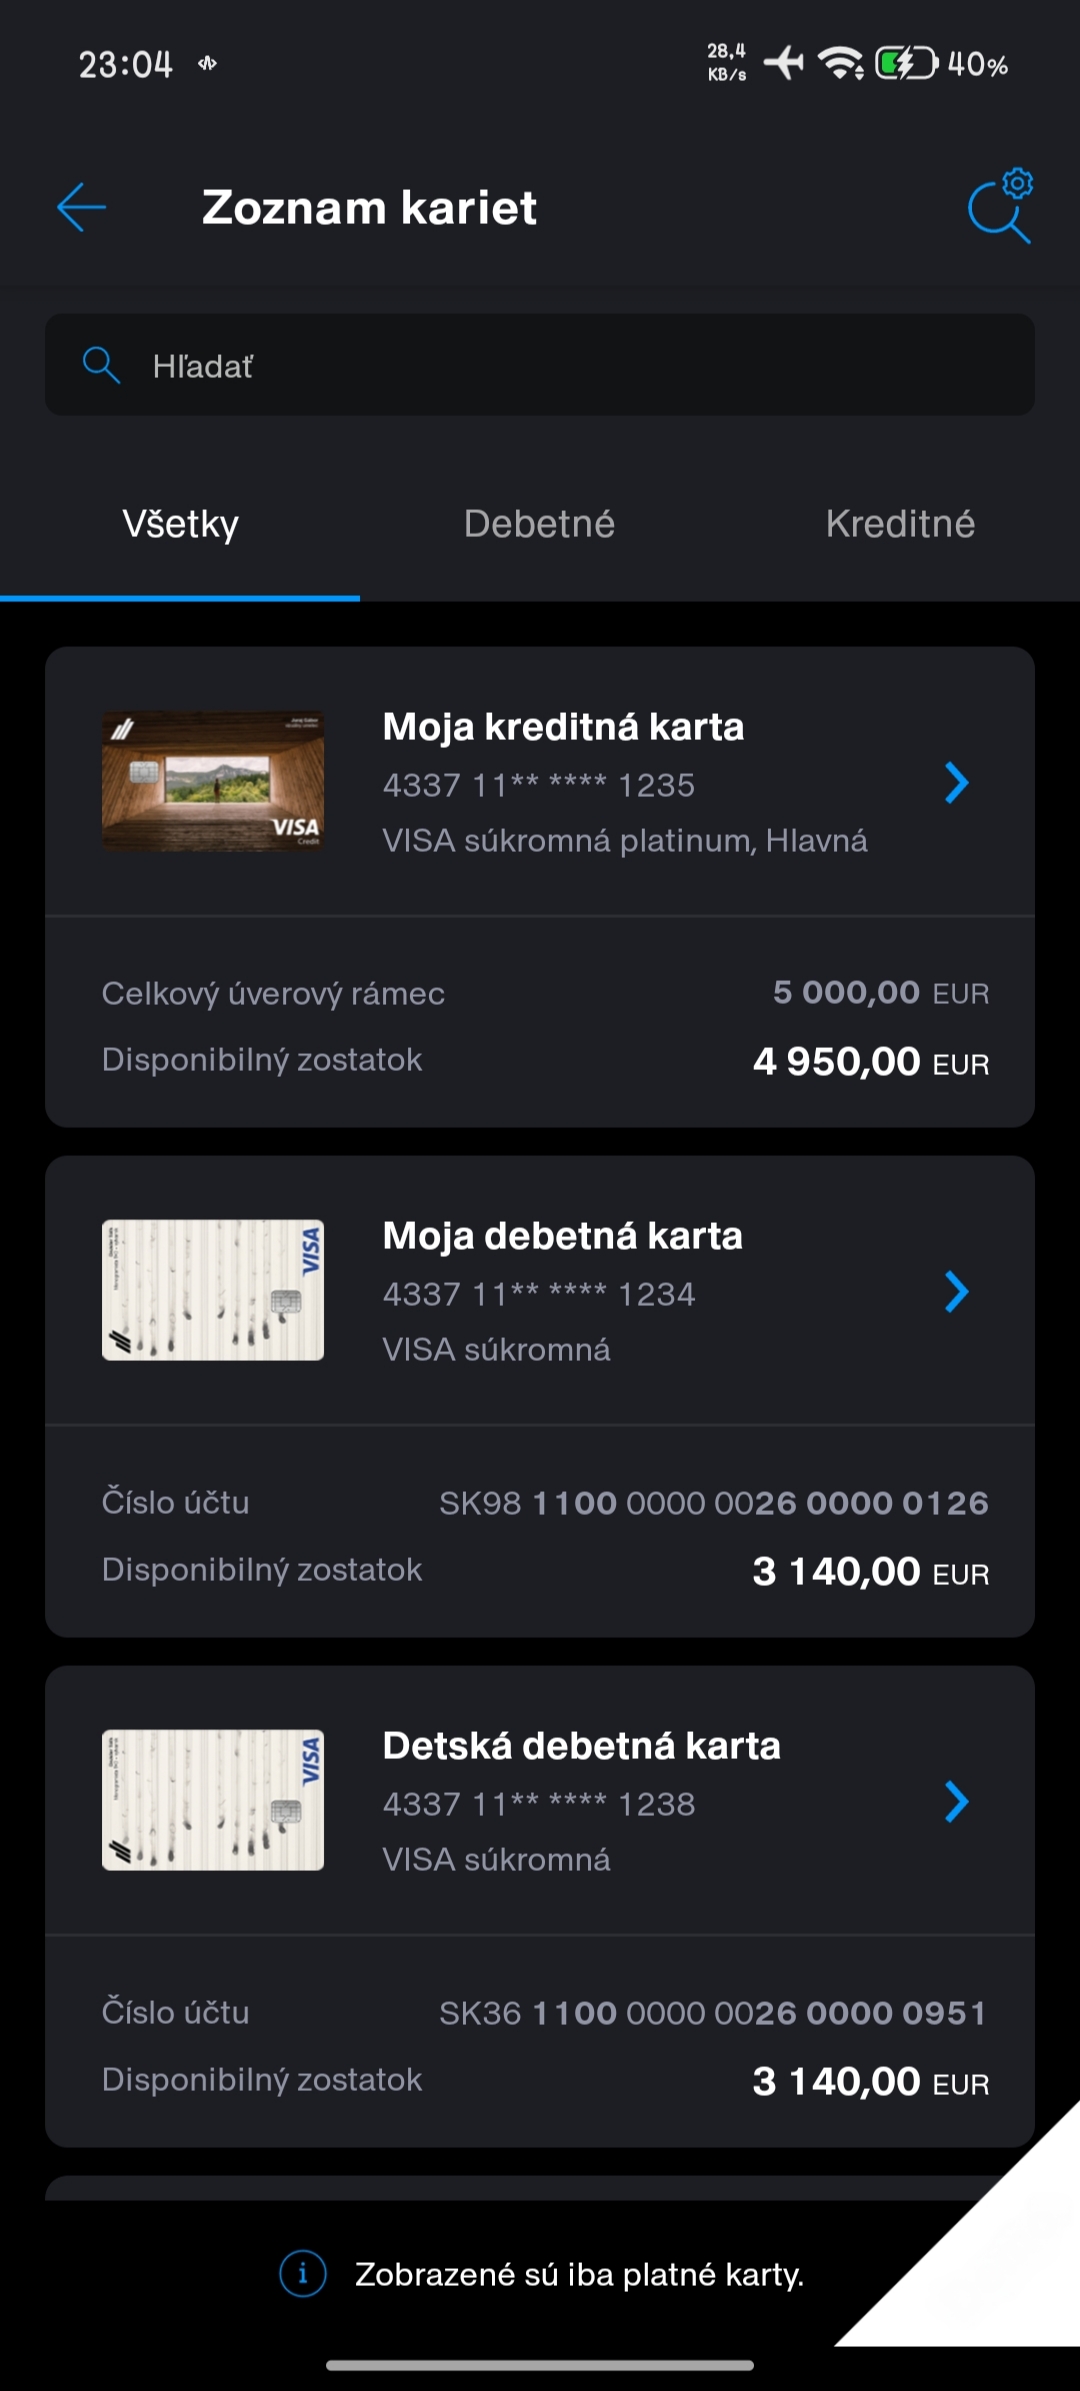 23:04
28,4
KB/s
40%
Zoznam kariet
Hľadať
Všetky Debetné Kreditné
Moja kreditná karta
4337 11** **** 1235
VISA súkromná platinum, Hlavná
VISA
Credit
Celkový úverový rámec 5 000,00 EUR
Disponibilný zostatok 4 950,00 EUR
Moja debetná karta
4337 11** **** 1234
VISA súkromná
VISA
Číslo účtu SK98 1100 0000 0026 0000 0126
Disponibilný zostatok 3 140,00 EUR
Detská debetná karta
4337 11** **** 1238
VISA súkromná
VISA
Číslo účtu SK36 1100 0000 0026 0000 0951
Disponibilný zostatok 3 140,00 EUR
Zobrazené sú iba platné karty.